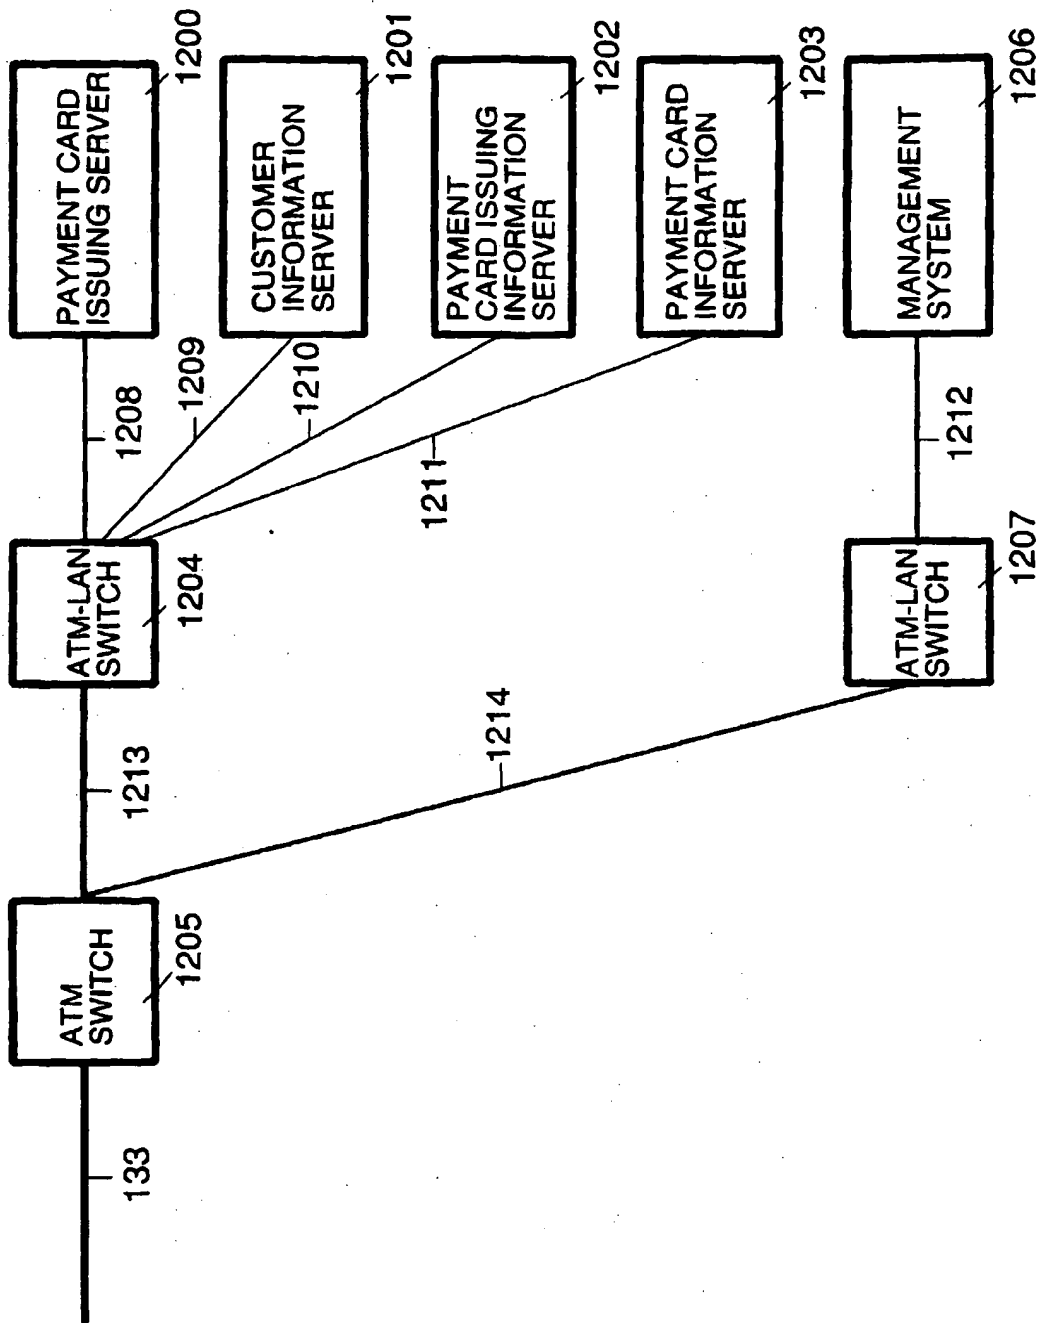 PAYMENT CARD
ISSUING SERVER
1200
CUSTOMER
INFORMATION
SERVER
1201
PAYMENT
CARD ISSUING
INFORMATION
SERVER
1202
PAYMENT CARD
INFORMATION
SERVER
1203
MANAGEMENT
SYSTEM
1206
1208
1209
1210
1211
1212
ATM-LAN
SWITCH
1204
ATM-LAN
SWITCH
1207
1213
1214
ATM
SWITCH
1205
133